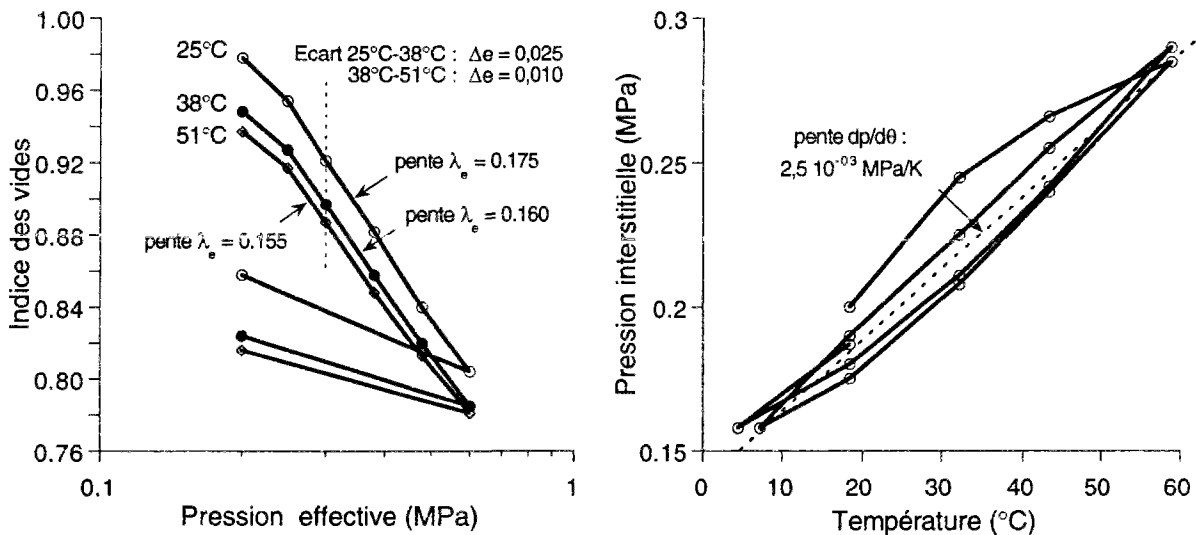 1.00
0.96
0.92
0.88
0.84
0.80
0.76
Indice des vides
25°C
38°C
51°C
Ecart 25°C-38°C : Δe = 0,025
38°C-51°C : Δe = 0,010
pente λe = 0.175
pente λe = 0.160
pente λe = 0.155
0.1
1
Pression effective (MPa)
0.3
0.25
0.2
0.15
Pression interstitielle (MPa)
pente dp/dθ :
2,5 10⁻⁰³ MPa/K
0 10 20 30 40 50 60
Température (°C)